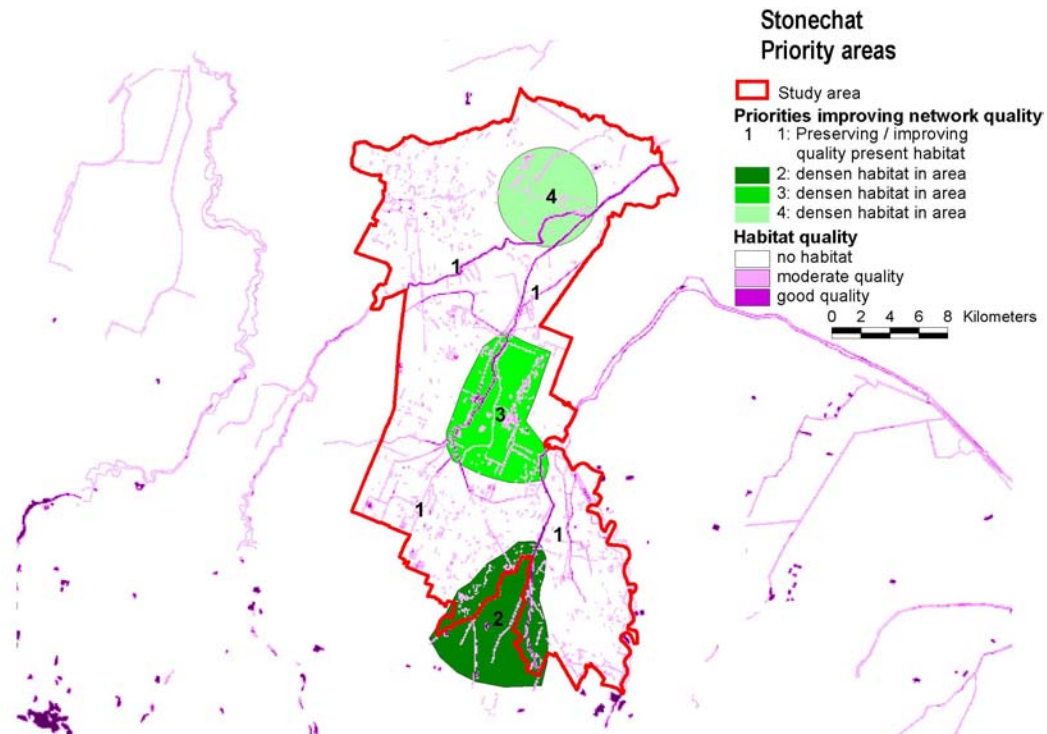 Stonechat
Priority areas
Study area
Priorities improving network quality
1 1: Preserving / improving
quality present habitat
2: densen habitat in area
3: densen habitat in area
4: densen habitat in area
Habitat quality
no habitat
moderate quality
good quality
0 2 4 6 8 Kilometers
4
1
1
3
1
1
2